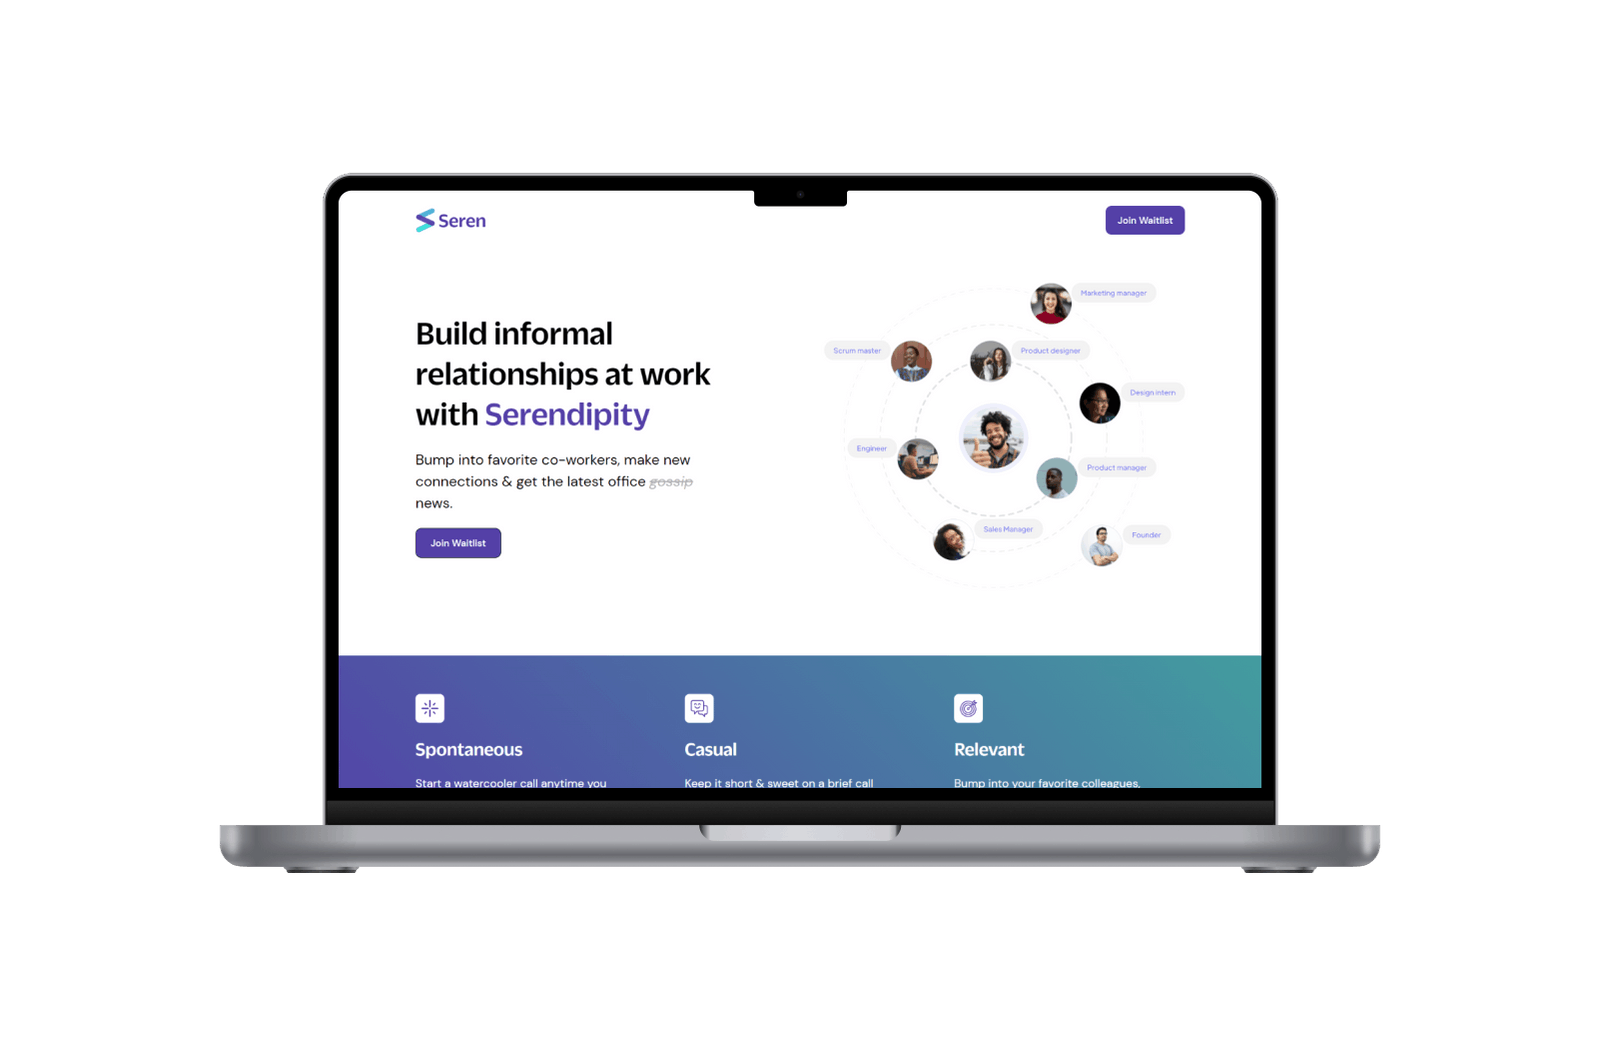 Seren
Join Waitlist
Build informal
relationships at work
with Serendipity
Bump into favorite co-workers, make new
connections & get the latest office gossip
news.
Join Waitlist
Marketing manager
Scrum master
Product designer
Design intern
Engineer
Product manager
Sales Manager
Founder
Spontaneous
Start a watercooler call anytime you
Casual
Keep it short & sweet on a brief call
Relevant
Bump into your favorite colleagues,